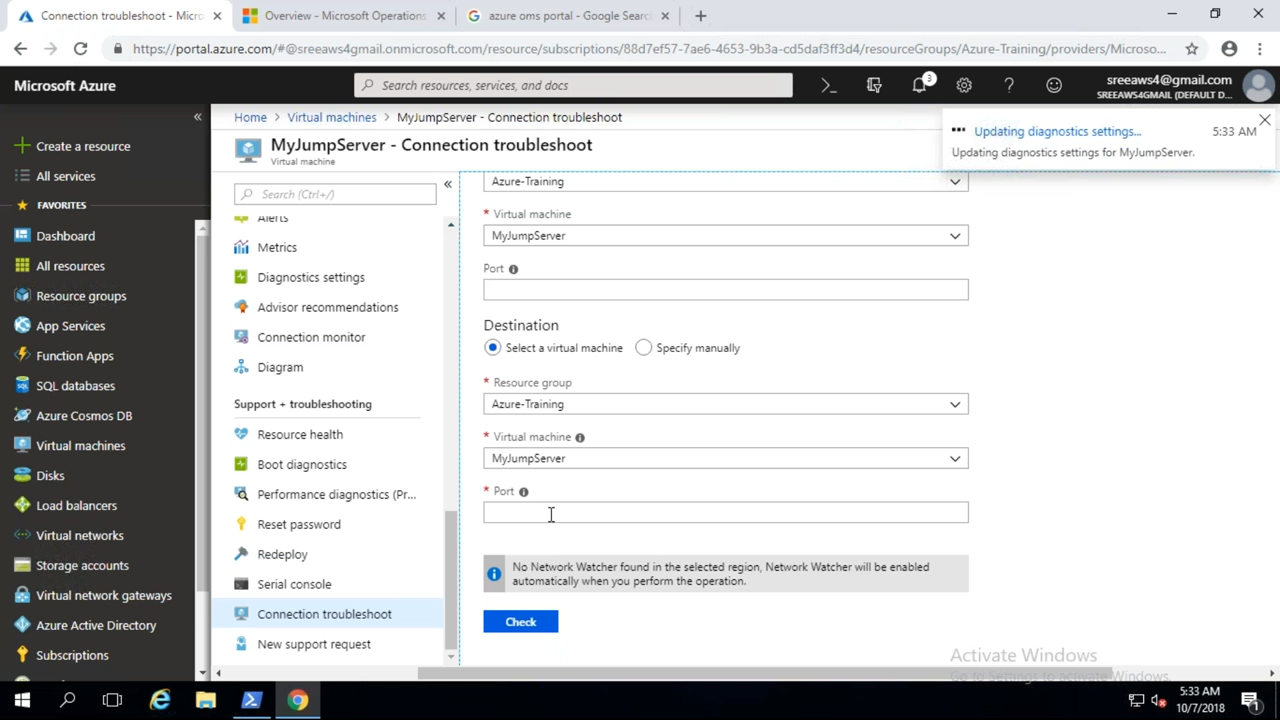 Connection troubleshoot - Micro
Overview - Microsoft Operations
azure oms portal - Google Searc
https://portal.azure.com/#@sreeaws4gmail.onmicrosoft.com/resource/subscriptions/88d7ef57-7ae6-4653-9b3a-cd5daf3ff3d4/resourceGroups/Azure-Training/providers/Microso...
Microsoft Azure
Search resources, services, and docs
3
sreeaws4@gmail.com
SREEAWS4GMAIL (DEFAULT D...
Create a resource
All services
FAVORITES
Dashboard
All resources
Resource groups
App Services
Function Apps
SQL databases
Azure Cosmos DB
Virtual machines
Disks
Load balancers
Virtual networks
Storage accounts
Virtual network gateways
Azure Active Directory
Subscriptions
Home
Virtual machines
MyJumpServer - Connection troubleshoot
MyJumpServer - Connection troubleshoot
Virtual machine
Search (Ctrl+/)
Alerts
Metrics
Diagnostics settings
Advisor recommendations
Connection monitor
Diagram
Support + troubleshooting
Resource health
Boot diagnostics
Performance diagnostics (Pr...
Reset password
Redeploy
Serial console
Connection troubleshoot
New support request
Updating diagnostics settings...
5:33 AM
Updating diagnostics settings for MyJumpServer.
Azure-Training
* Virtual machine
MyJumpServer
Port
Destination
Select a virtual machine
Specify manually
* Resource group
Azure-Training
* Virtual machine
MyJumpServer
* Port
No Network Watcher found in the selected region, Network Watcher will be enabled
automatically when you perform the operation.
Check
Activate Windows
Go to Settings to activate Windows.
5:33 AM
10/7/2018
1